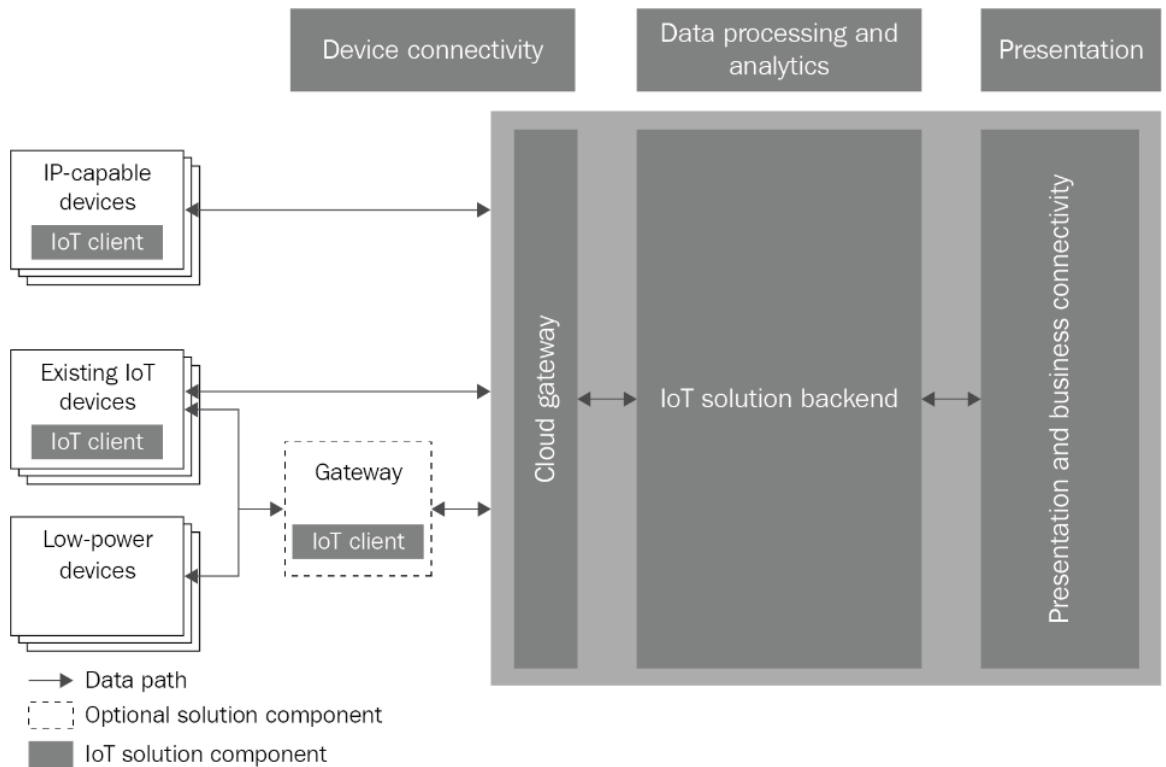 Device connectivity
Data processing and
analytics
Presentation
IP-capable
devices
IoT client
Existing IoT
devices
IoT client
Gateway
IoT client
Low-power
devices
Cloud gateway
IoT solution backend
Presentation and business connectivity
Data path
Optional solution component
IoT solution component